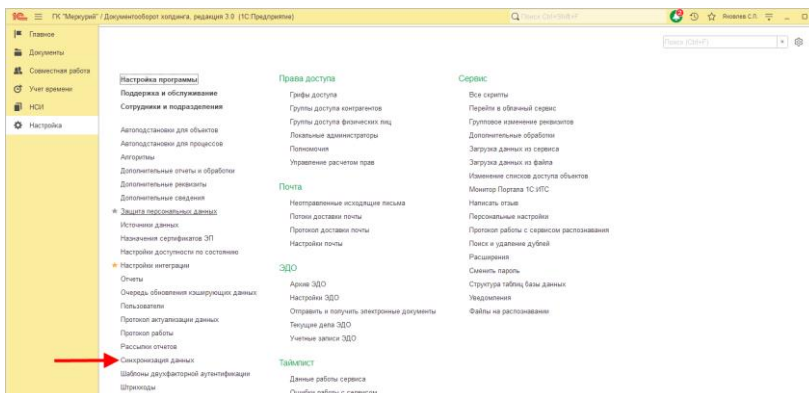 ГК "Меркурий" / Документооборот холдинга, редакция 3.0 (1С:Предприятие)
Поиск Ctrl+Shift+F
2
Яковлев С.Л.
Поиск (Ctrl+F)
Главное
Документы
Совместная работа
Учет времени
НСИ
Настройка
Настройка программы
Поддержка и обслуживание
Сотрудники и подразделения
Автоподстановки для объектов
Автоподстановки для процессов
Алгоритмы
Дополнительные отчеты и обработки
Дополнительные реквизиты
Дополнительные сведения
Защита персональных данных
Источники данных
Назначения сертификатов ЭП
Настройки доступности по состоянию
Настройки интеграции
Отчеты
Очередь обновления кэширующих данных
Пользователи
Протокол актуализации данных
Протокол работы
Рассылки отчетов
Синхронизация данных
Шаблоны двухфакторной аутентификации
Штрихкоды
Права доступа
Грифы доступа
Группы доступа контрагентов
Группы доступа физических лиц
Локальные администраторы
Полномочия
Управление расчетом прав
Почта
Неотправленные исходящие письма
Потоки доставки почты
Протокол доставки почты
Настройки почты
ЭДО
Архив ЭДО
Настройки ЭДО
Отправить и получить электронные документы
Текущие дела ЭДО
Учетные записи ЭДО
Таймлист
Данные работы сервиса
Ошибки работы с сервисом
Сервис
Все скрипты
Перейти в облачный сервис
Групповое изменение реквизитов
Дополнительные обработки
Загрузка данных из сервиса
Загрузка данных из файла
Изменение списков доступа объектов
Монитор Портала 1С:ИТС
Написать отзыв
Персональные настройки
Протокол работы с сервисом распознавания
Поиск и удаление дублей
Расширения
Сменить пароль
Структура таблиц базы данных
Уведомления
Файлы на распознавании